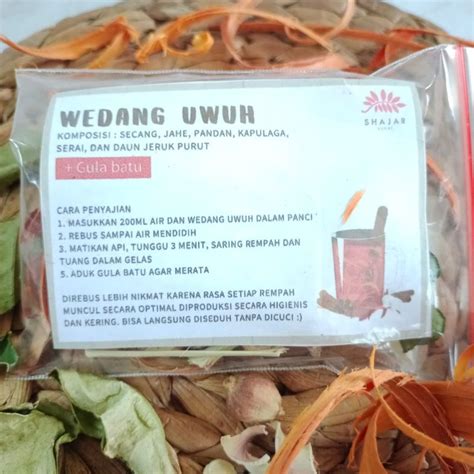 WEDANG UWUH
SHAJAR
KOMPOSISI : SECANG, JAHE, PANDAN, KAPULAGA,
SERAI, DAN DAUN JERUK PURUT
+ Gula batu
CARA PENYAJIAN
1. MASUKKAN 200ML AIR DAN WEDANG UWUH DALAM PANCI
2. REBUS SAMPAI AIR MENDIDIH
3. MATIKAN API, TUNGGU 3 MENIT, SARING REMPAH DAN
TUANG DALAM GELAS
5. ADUK GULA BATU AGAR MERATA
DIREBUS LEBIH NIKMAT KARENA RASA SETIAP REMPAH
MUNCUL SECARA OPTIMAL DIPRODUKSI SECARA HIGIENIS
DAN KERING. BISA LANGSUNG DISEDUH TANPA DICUCI :)